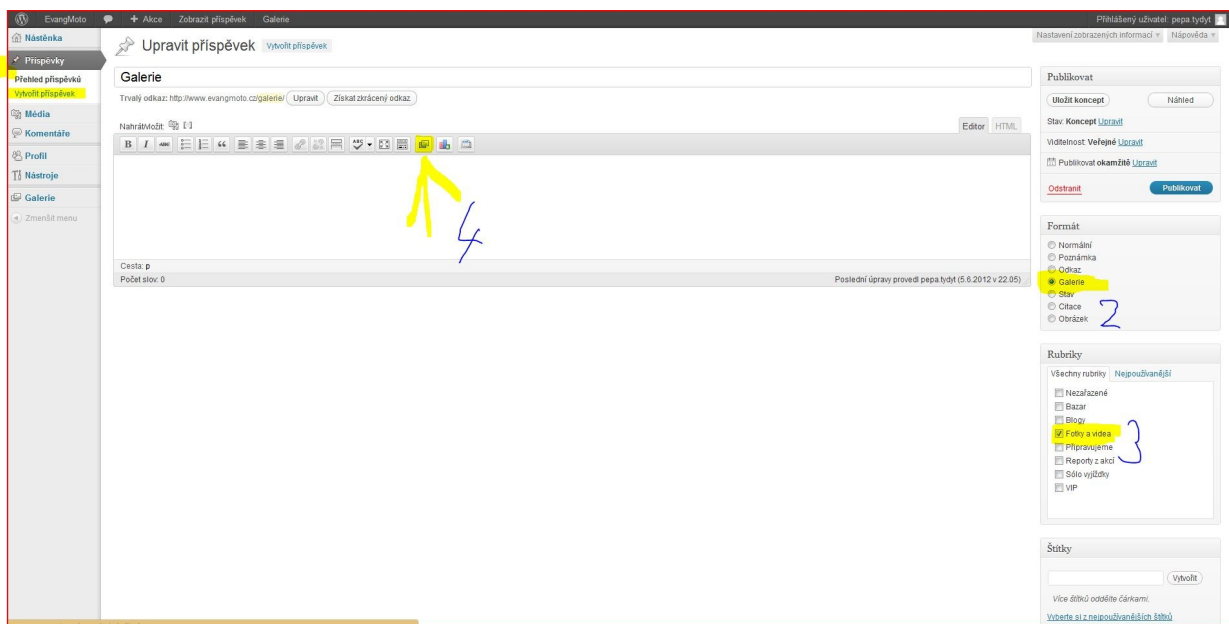 EvangMoto + Akce Zobrazit příspěvek Galerie
Přihlášený uživatel: pepa.tydyt
Nastavení zobrazených informací Nápověda
Nástěnka
Příspěvky
Přehled příspěvků
Vytvořit příspěvek
Média
Komentáře
Profil
Nástroje
Galerie
Zmenšit menu
Upravit příspěvek Vytvořit příspěvek
Galerie
Trvalý odkaz: http://www.evangmoto.cz/galerie/ Upravit Získat zkrácený odkaz
Nahrát/vložit:
Editor HTML
B I ABC ABC
4
Cesta: p
Počet slov: 0
Poslední úpravy provedl pepa.tydyt (5.6.2012 v 22.05)
Publikovat
Uložit koncept Náhled
Stav: Koncept Upravit
Viditelnost: Veřejné Upravit
Publikovat okamžitě Upravit
Odstranit Publikovat
Formát
Normální
Poznámka
Odkaz
Galerie
Stav
Citace
Obrázek
2
Rubriky
Všechny rubriky Nejpoužívanější
Nezařazené
Bazar
Blogy
Fotky a videa
Připravujeme
Reporty z akcí
Sólo vyjížďky
VIP
3
Štítky
Vytvořit
Více štítků oddělte čárkami.
Vyberte si z nejpoužívanějších štítků